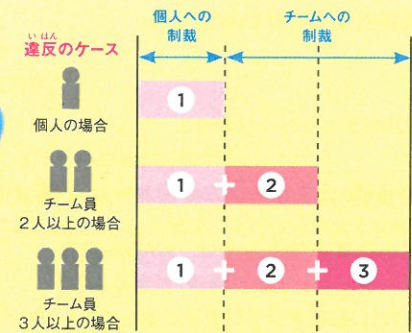 個人への
制裁
チームへの
制裁
いはん
違反のケース
個人の場合
1
チーム員
2人以上の場合
1 + 2
チーム員
3人以上の場合
1 + 2 + 3